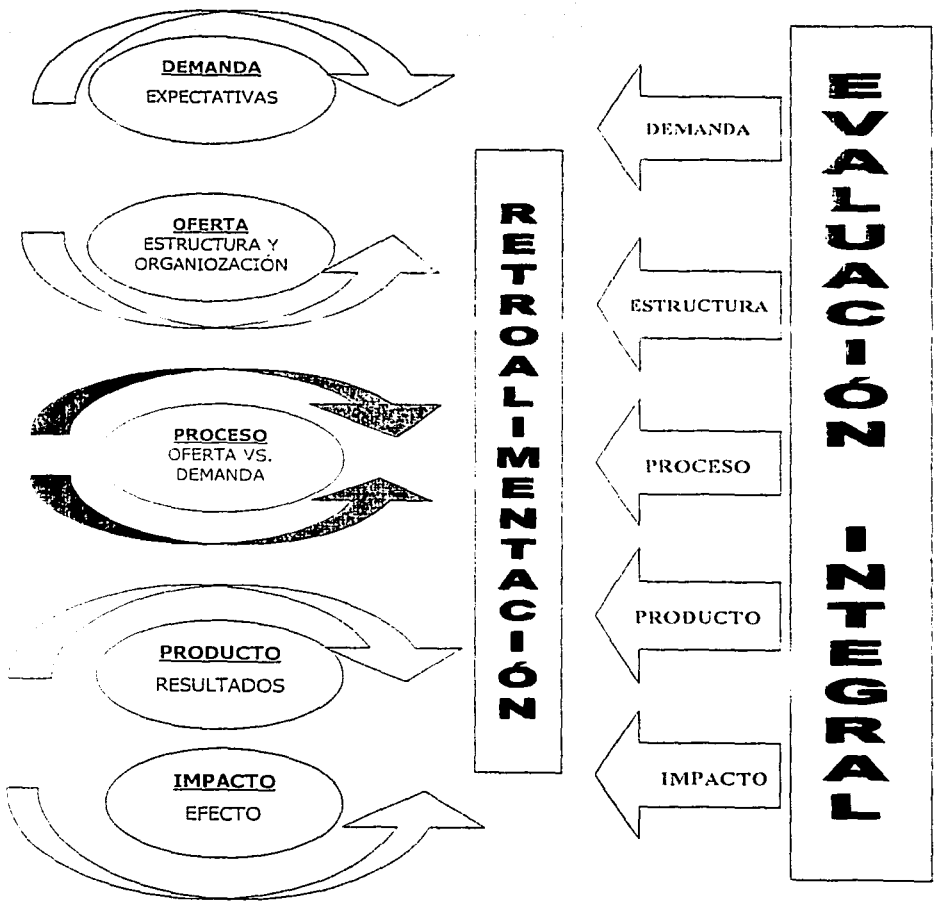 DEMANDA
EXPECTATIVAS
OFERTA
ESTRUCTURA Y
ORGANIOZACIÓN
PROCESO
OFERTA VS.
DEMANDA
PRODUCTO
RESULTADOS
IMPACTO
EFECTO
RETROALIMENTACIÓN
DEMANDA
ESTRUCTURA
PROCESO
PRODUCTO
IMPACTO
EVALUACIÓN INTEGRAL